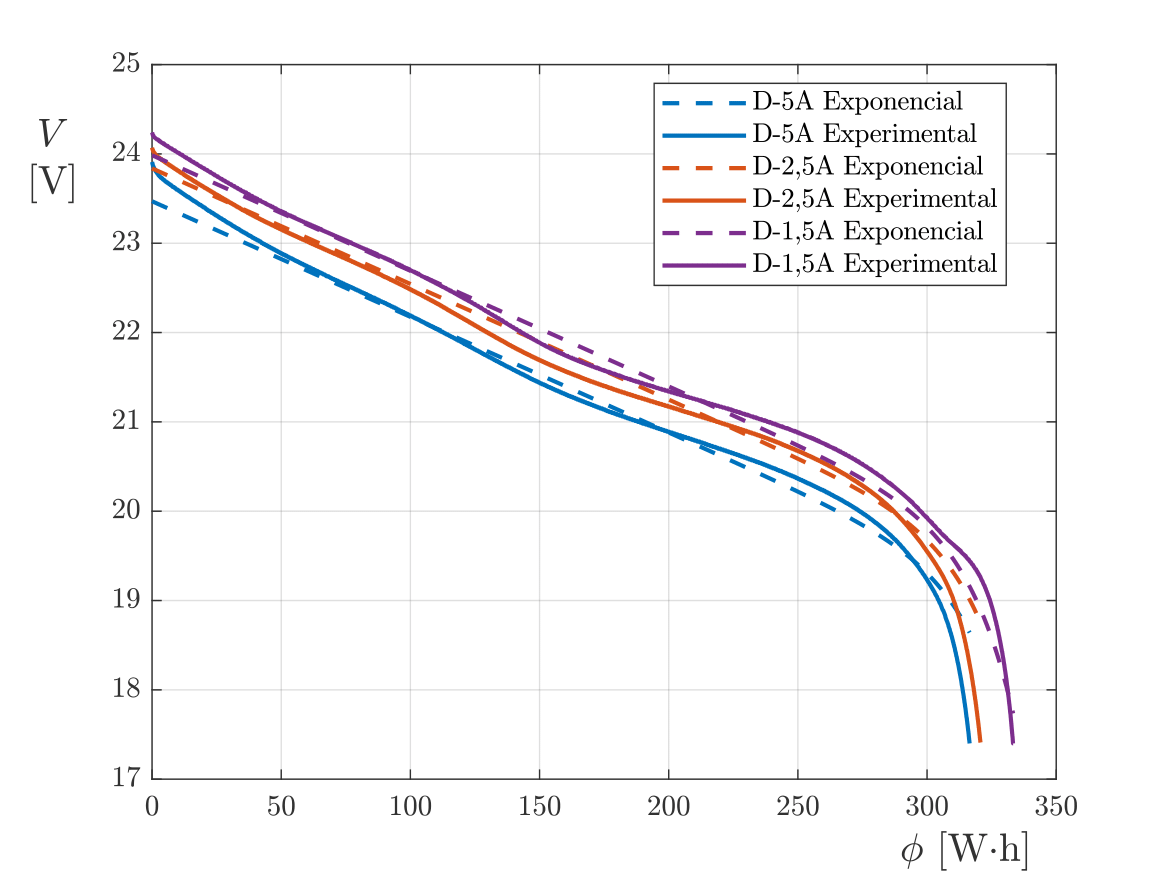 25
24
23
22
21
20
19
18
17
V
[V]
D-5A Exponencial
D-5A Experimental
D-2,5A Exponencial
D-2,5A Experimental
D-1,5A Exponencial
D-1,5A Experimental
0 50 100 150 200 250 300 350
ϕ [W·h]